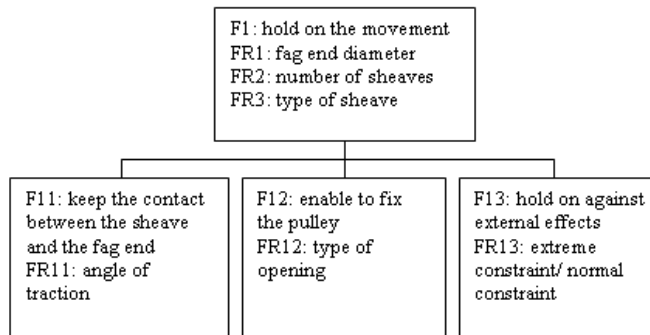 F1: hold on the movement
FR1: fag end diameter
FR2: number of sheaves
FR3: type of sheave
F11: keep the contact
between the sheave
and the fag end
FR11: angle of
traction
F12: enable to fix
the pulley
FR12: type of
opening
F13: hold on against
external effects
FR13: extreme
constraint/ normal
constraint